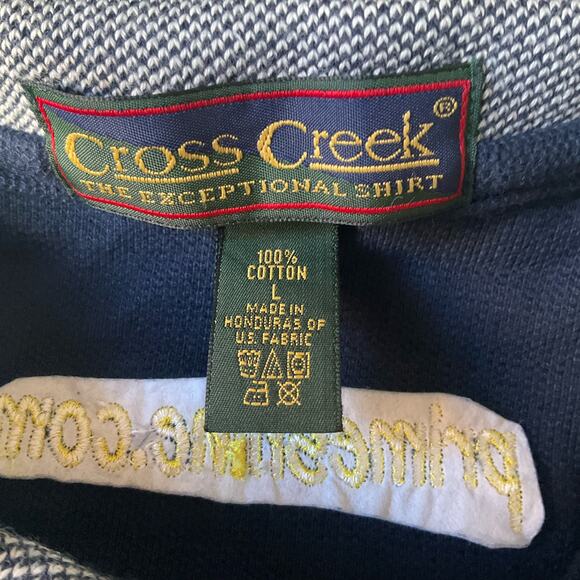 Cross Creek®
THE EXCEPTIONAL SHIRT
100%
COTTON
L
MADE IN
HONDURAS OF
U.S. FABRIC